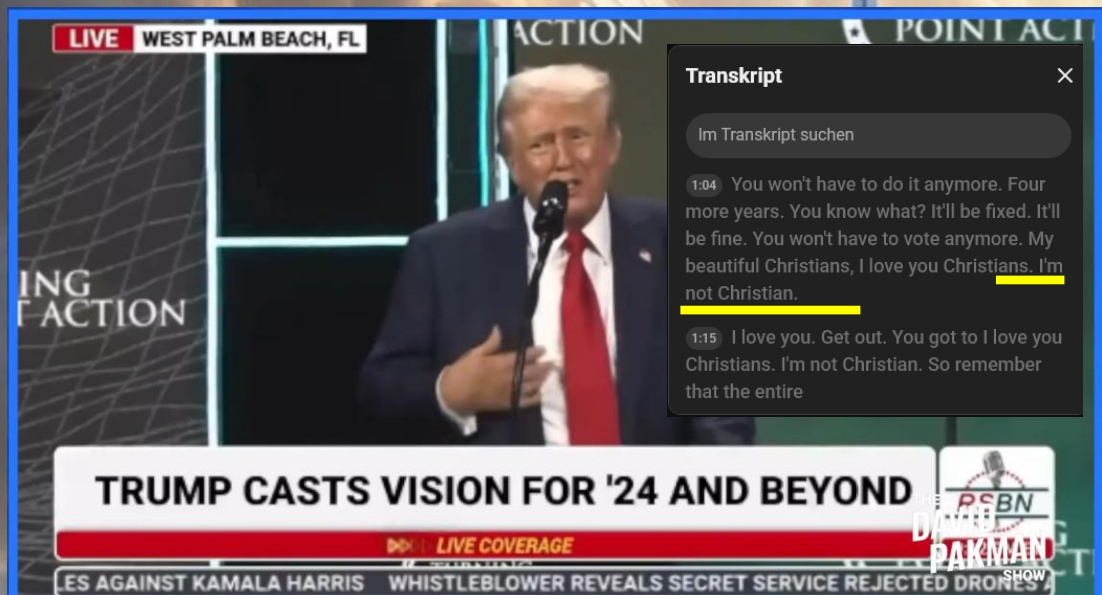 LIVE WEST PALM BEACH, FL
ACTION
POINT ACTI
ING
T ACTION
Transkript
Im Transkript suchen
1:04 You won't have to do it anymore. Four
more years. You know what? It'll be fixed. It'll
be fine. You won't have to vote anymore. My
beautiful Christians, I love you Christians. I'm
not Christian.
1:15 I love you. Get out. You got to I love you
Christians. I'm not Christian. So remember
that the entire
TRUMP CASTS VISION FOR '24 AND BEYOND
LIVE COVERAGE
RSBN
THE
DAVID
PAKMAN
SHOW
TURNING
LES AGAINST KAMALA HARRIS WHISTLEBLOWER REVEALS SECRET SERVICE REJECTED DRONES A